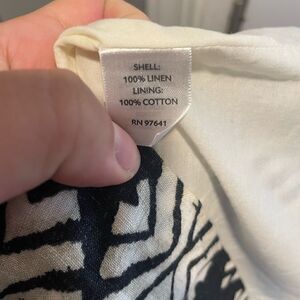 SHELL:
100% LINEN
LINING:
100% COTTON
RN 97641